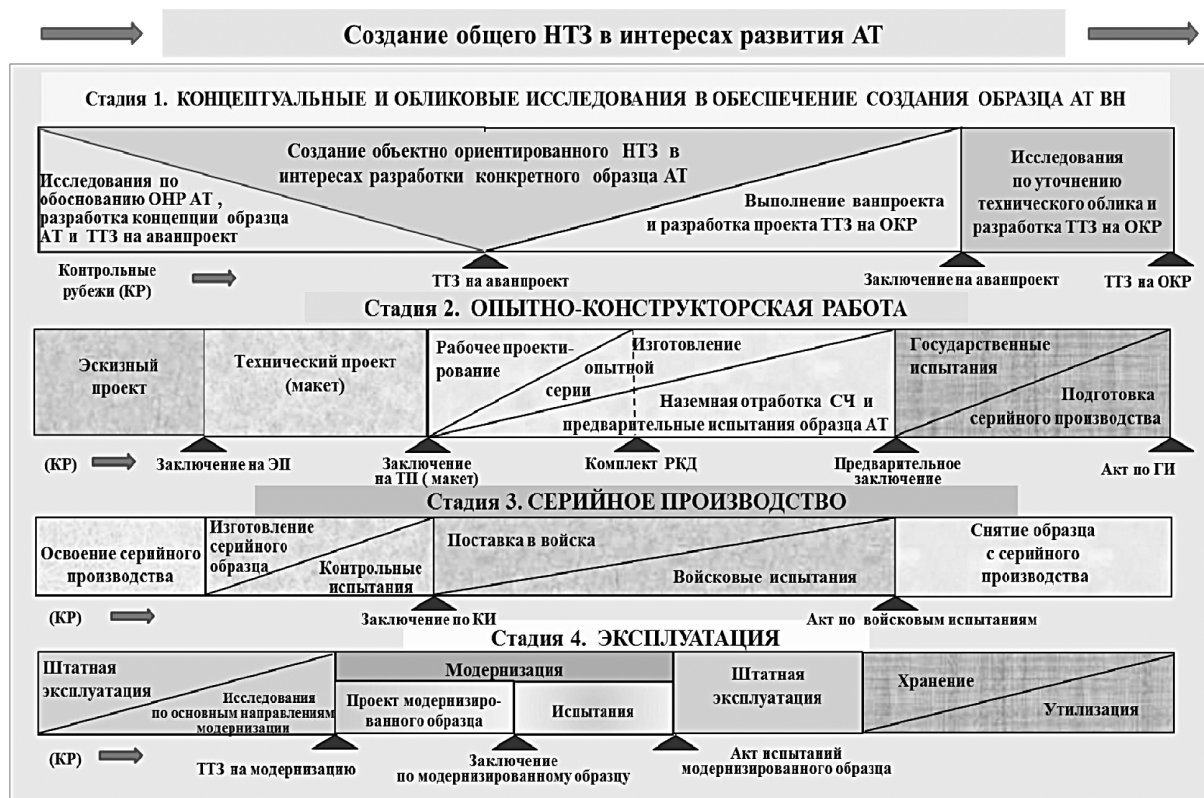 Создание общего НТЗ в интересах развития АТ
Стадия 1. КОНЦЕПТУАЛЬНЫЕ И ОБЛИКОВЫЕ ИССЛЕДОВАНИЯ В ОБЕСПЕЧЕНИЕ СОЗДАНИЯ ОБРАЗЦА АТ ВН
Исследования по
обоснованию ОНР АТ ,
разработка концепции образца
АТ и ТТЗ на аванпроект
Создание объектно ориентированного НТЗ в
интересах разработки конкретного образца АТ
Выполнение ванпроекта
и разработка проекта ТТЗ на ОКР
Исследования
по уточнению
технического облика и
разработка ТТЗ на ОКР
Контрольные
рубежи (КР)
ТТЗ на аванпроект
Заключение на аванпроект
ТТЗ на ОКР
Стадия 2. ОПЫТНО-КОНСТРУКТОРСКАЯ РАБОТА
Эскизный
проект
Технический проект
(макет)
Рабочее проекти-
рование
Изготовление
опытной
серии
Наземная отработка СЧ и
предварительные испытания образца АТ
Государственные
испытания
Подготовка
серийного производства
(КР)
Заключение на ЭП
Заключение
на ТП ( макет)
Комплект РКД
Предварительное
заключение
Акт по ГИ
Стадия 3. СЕРИЙНОЕ ПРОИЗВОДСТВО
Освоение серийного
производства
Изготовление
серийного
образца
Контрольные
испытания
Поставка в войска
Войсковые испытания
Снятие образца
с серийного
производства
(КР)
Заключение по КИ
Акт по войсковым испытаниям
Стадия 4. ЭКСПЛУАТАЦИЯ
Штатная
эксплуатация
Исследования
по основным направлениям
модернизации
Модернизация
Проект модернизиро-
ванного образца
Испытания
Штатная
эксплуатация
Хранение
Утилизация
(КР)
ТТЗ на модернизацию
Заключение
по модернизированному образцу
Акт испытаний
модернизированного образца